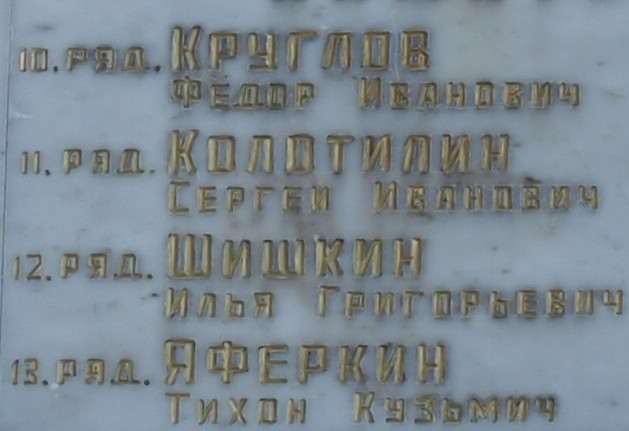 10. РЯД. КРУГЛОВ
ФЕДОР ИВАНОВИЧ
11. РЯД. КОЛОТИЛИН
СЕРГЕЙ ИВАНОВИЧ
12. РЯД. ШИШКИН
ИЛЬЯ ГРИГОРЬЕВИЧ
13. РЯД. ЯФЕРКИН
ТИХОН КУЗЬМИЧ